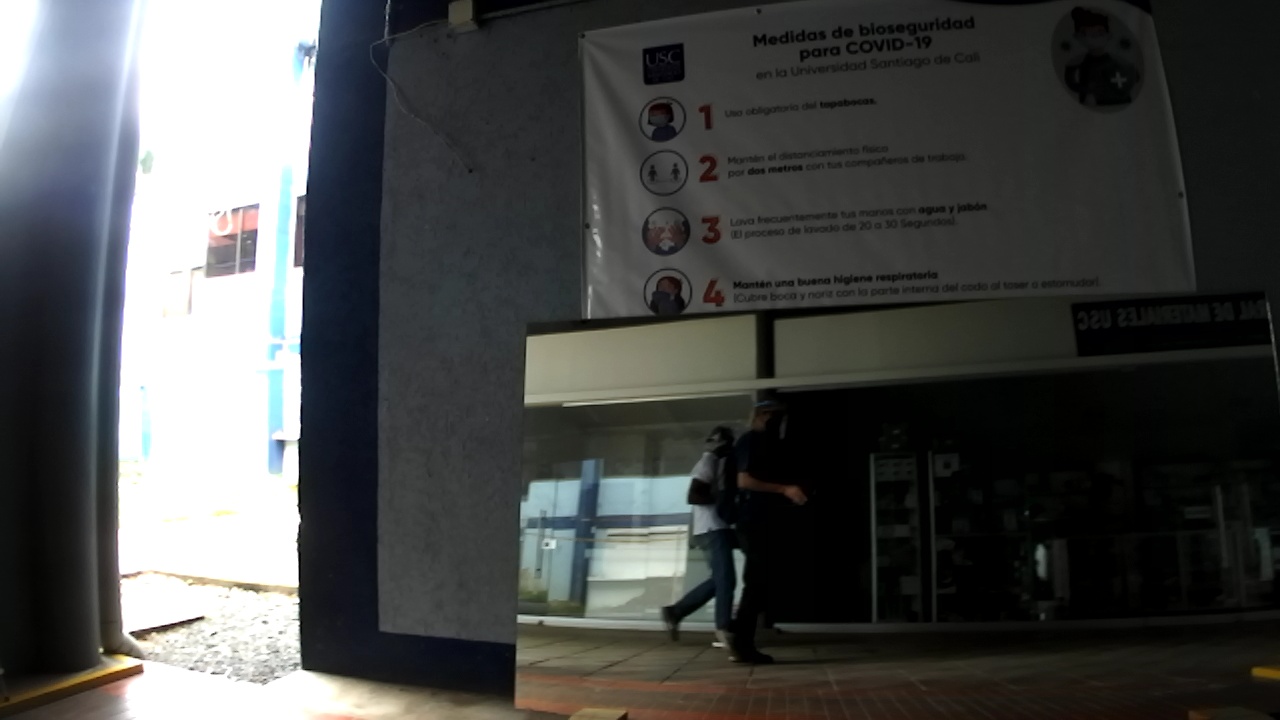 Medidas de bioseguridad
para COVID-19
en la Universidad Santiago de Cali
USC
1 Uso obligatorio del tapabocas.
2 Mantén el distanciamiento físico
por dos metros con tus compañeros de trabajo.
3 Lava frecuentemente tus manos con agua y jabón
(El proceso de lavado de 20 a 30 Segundos).
4 Mantén una buena higiene respiratoria
(Cubre boca y nariz con la parte interna del codo al toser o estornudar).
RAL DE MATERIALES USC